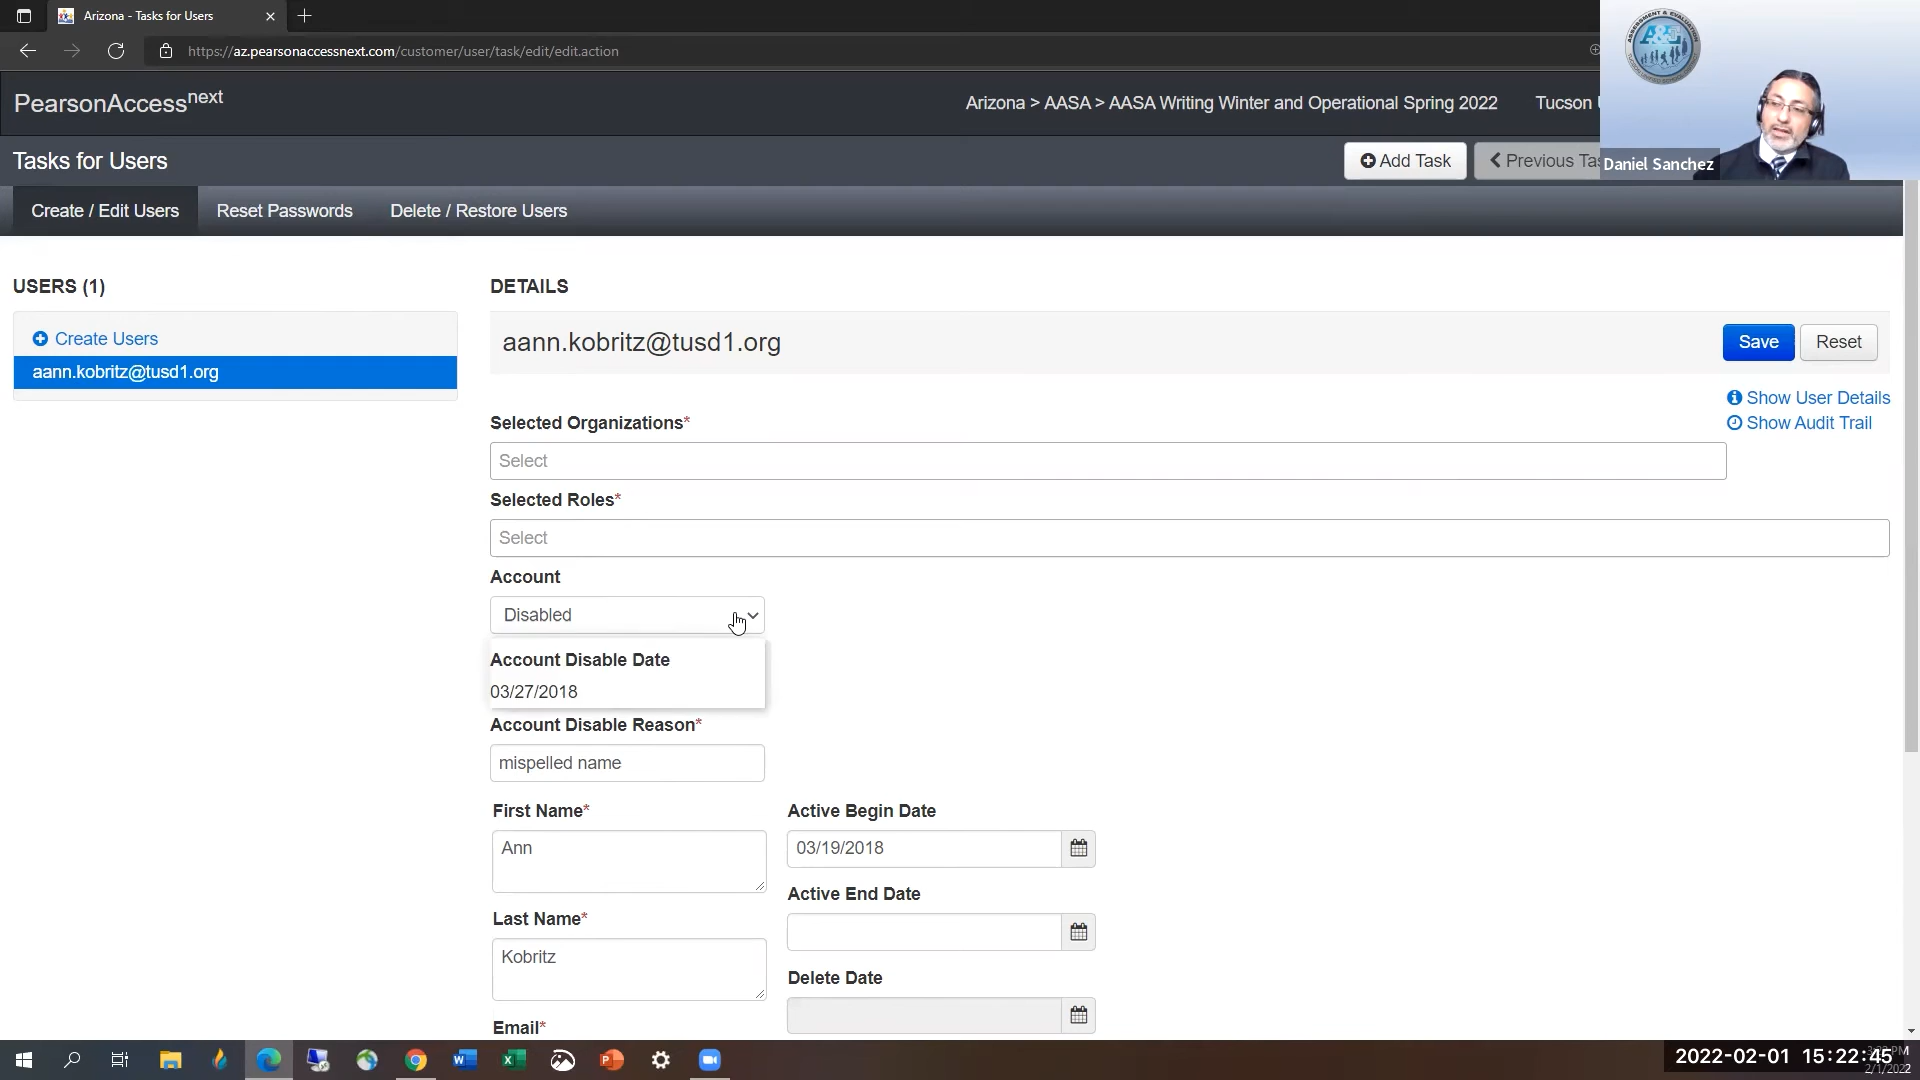 Arizona - Tasks for Users
https://az.pearsonaccessnext.com/customer/user/task/edit/edit.action
PearsonAccessnext
Arizona > AASA > AASA Writing Winter and Operational Spring 2022
Tucson
ASSESSMENT & EVALUATION
A&E
Tasks for Users
Add Task
Previous Tas
Daniel Sanchez
Create / Edit Users
Reset Passwords
Delete / Restore Users
USERS (1)
DETAILS
Create Users
aann.kobritz@tusd1.org
aann.kobritz@tusd1.org
Save
Reset
Show User Details
Show Audit Trail
Selected Organizations*
Select
Selected Roles*
Select
Account
Disabled
Account Disable Date
03/27/2018
Account Disable Reason*
mispelled name
First Name*
Active Begin Date
Ann
03/19/2018
Active End Date
Last Name*
Kobritz
Delete Date
Email*
2022-02-01 15:22:45